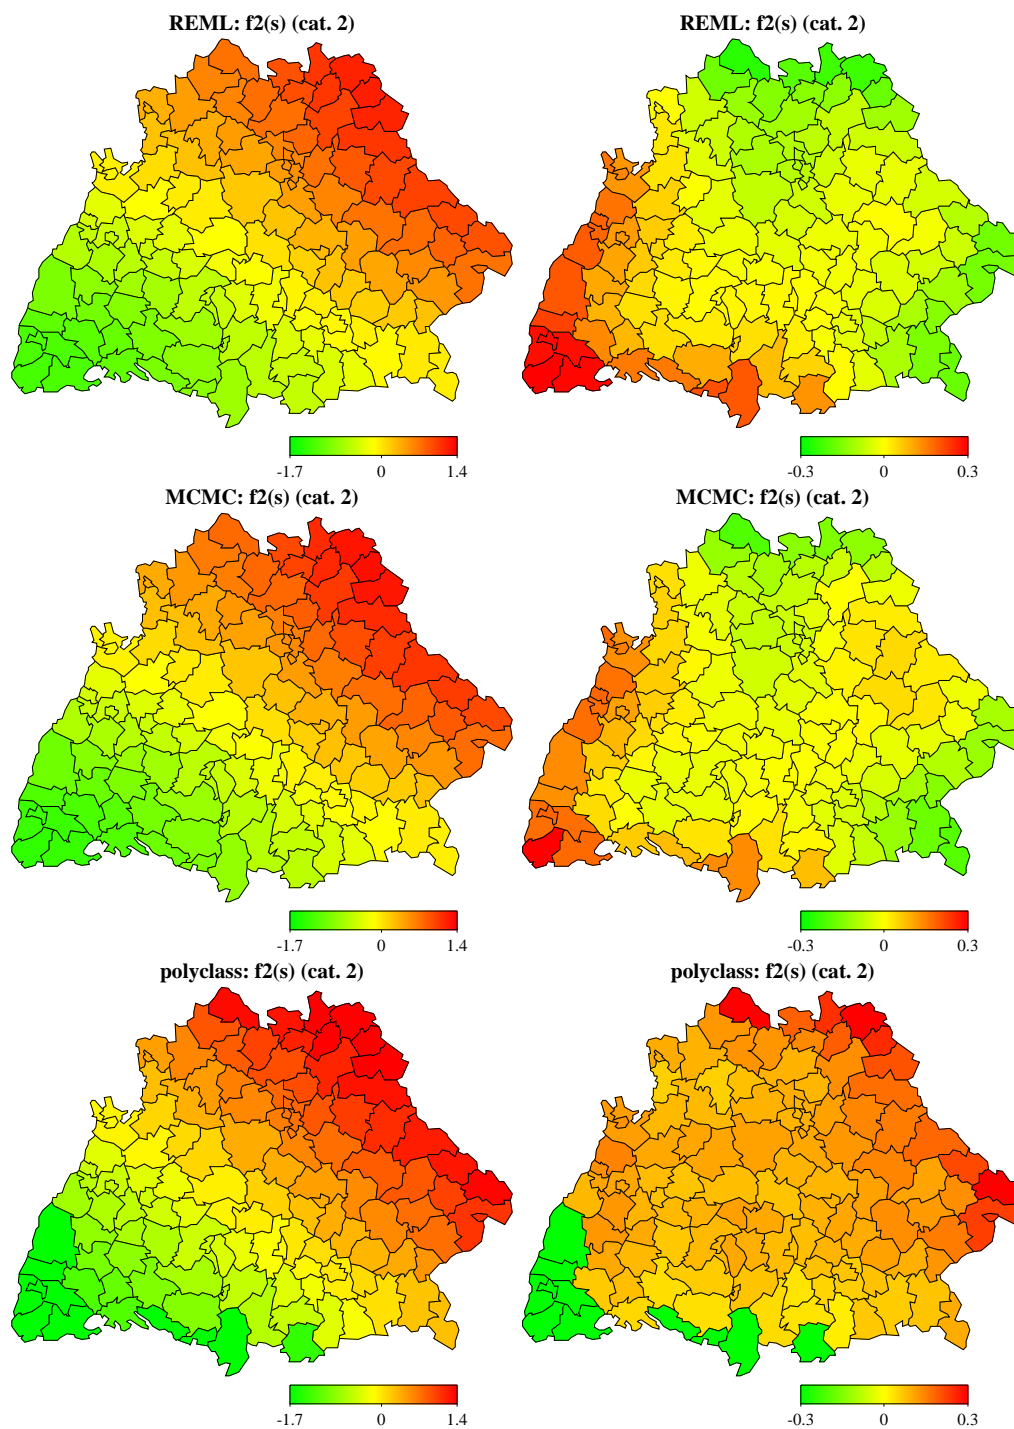 REML: f2(s) (cat. 2) REML: f2(s) (cat. 2)
-1.7 0 1.4 -0.3 0 0.3
MCMC: f2(s) (cat. 2) MCMC: f2(s) (cat. 2)
-1.7 0 1.4 -0.3 0 0.3
polyclass: f2(s) (cat. 2) polyclass: f2(s) (cat. 2)
-1.7 0 1.4 -0.3 0 0.3